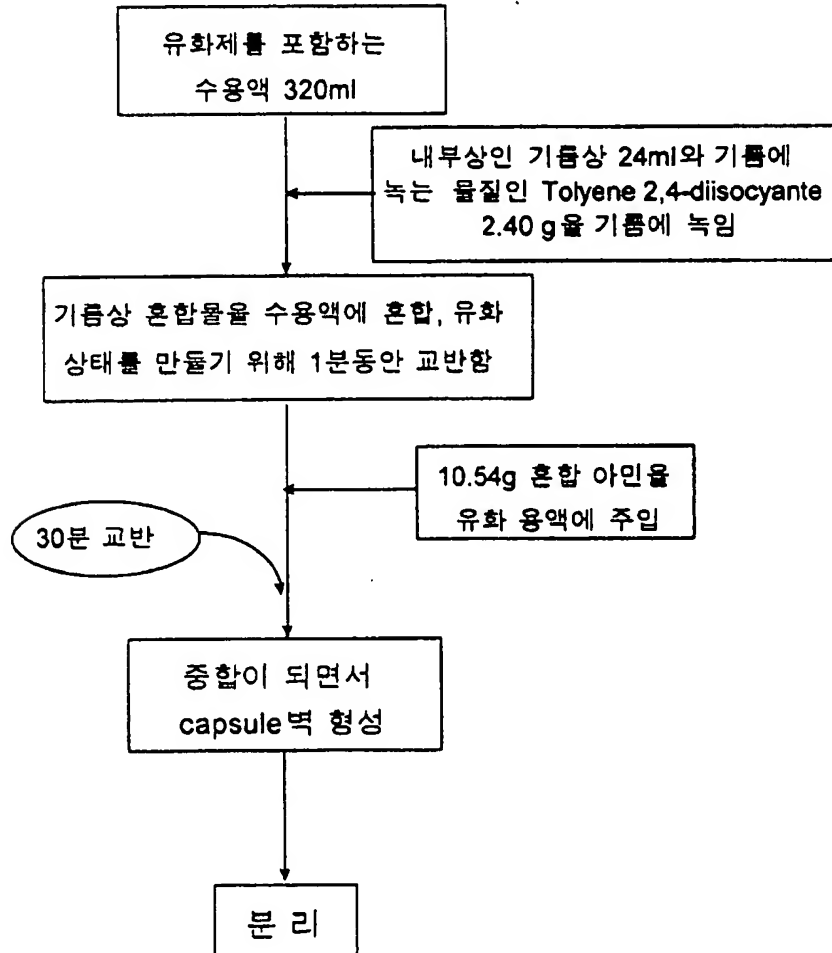 유화제를 포함하는
수용액 320ml
내부상인 기름상 24ml와 기름에
녹는 물질인 Tolyene 2,4-diisocyante
2.40 g을 기름에 녹임
기름상 혼합물을 수용액에 혼합, 유화
상태를 만들기 위해 1분동안 교반함
10.54g 혼합 아민을
유화 용액에 주입
30분 교반
중합이 되면서
capsule벽 형성
분 리